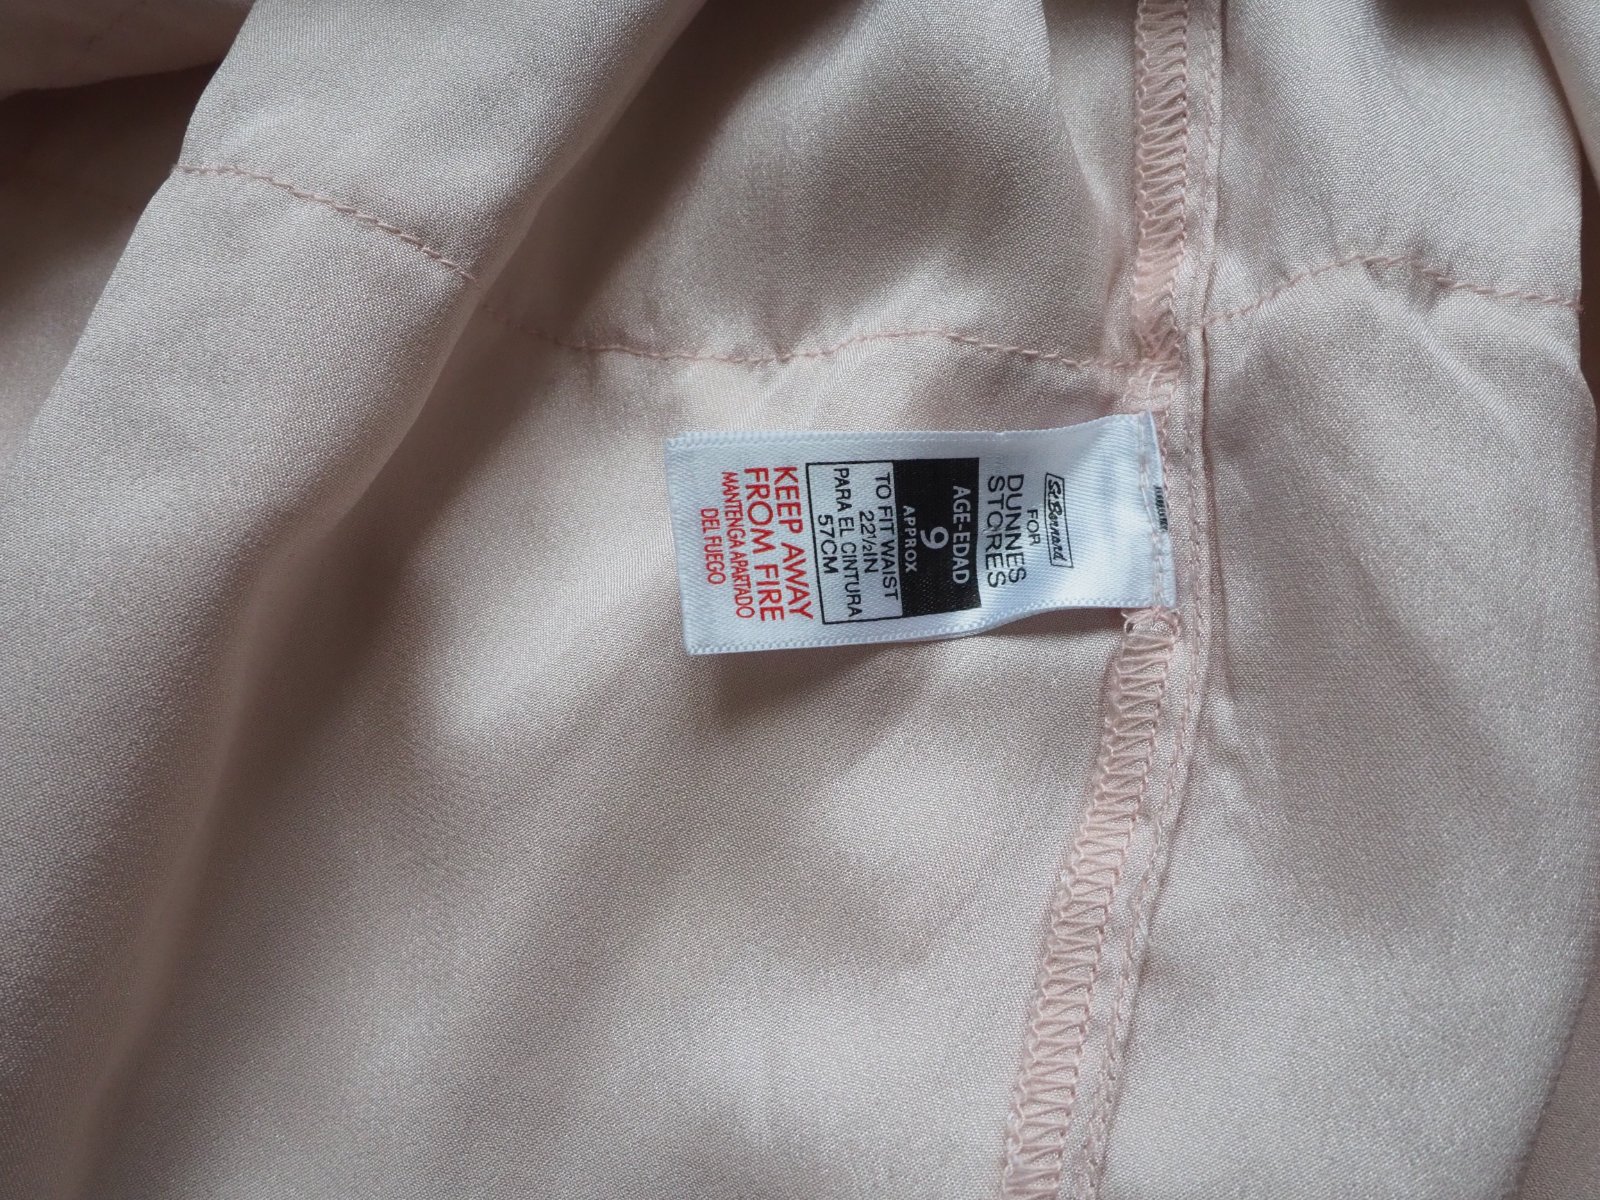 St.Bernard
FOR
DUNNES
STORES
AGE-EDAD
9
APPROX
TO FIT WAIST
22½IN
PARA EL CINTURA
57CM
KEEP AWAY
FROM FIRE
MANTENGA APARTADO
DEL FUEGO